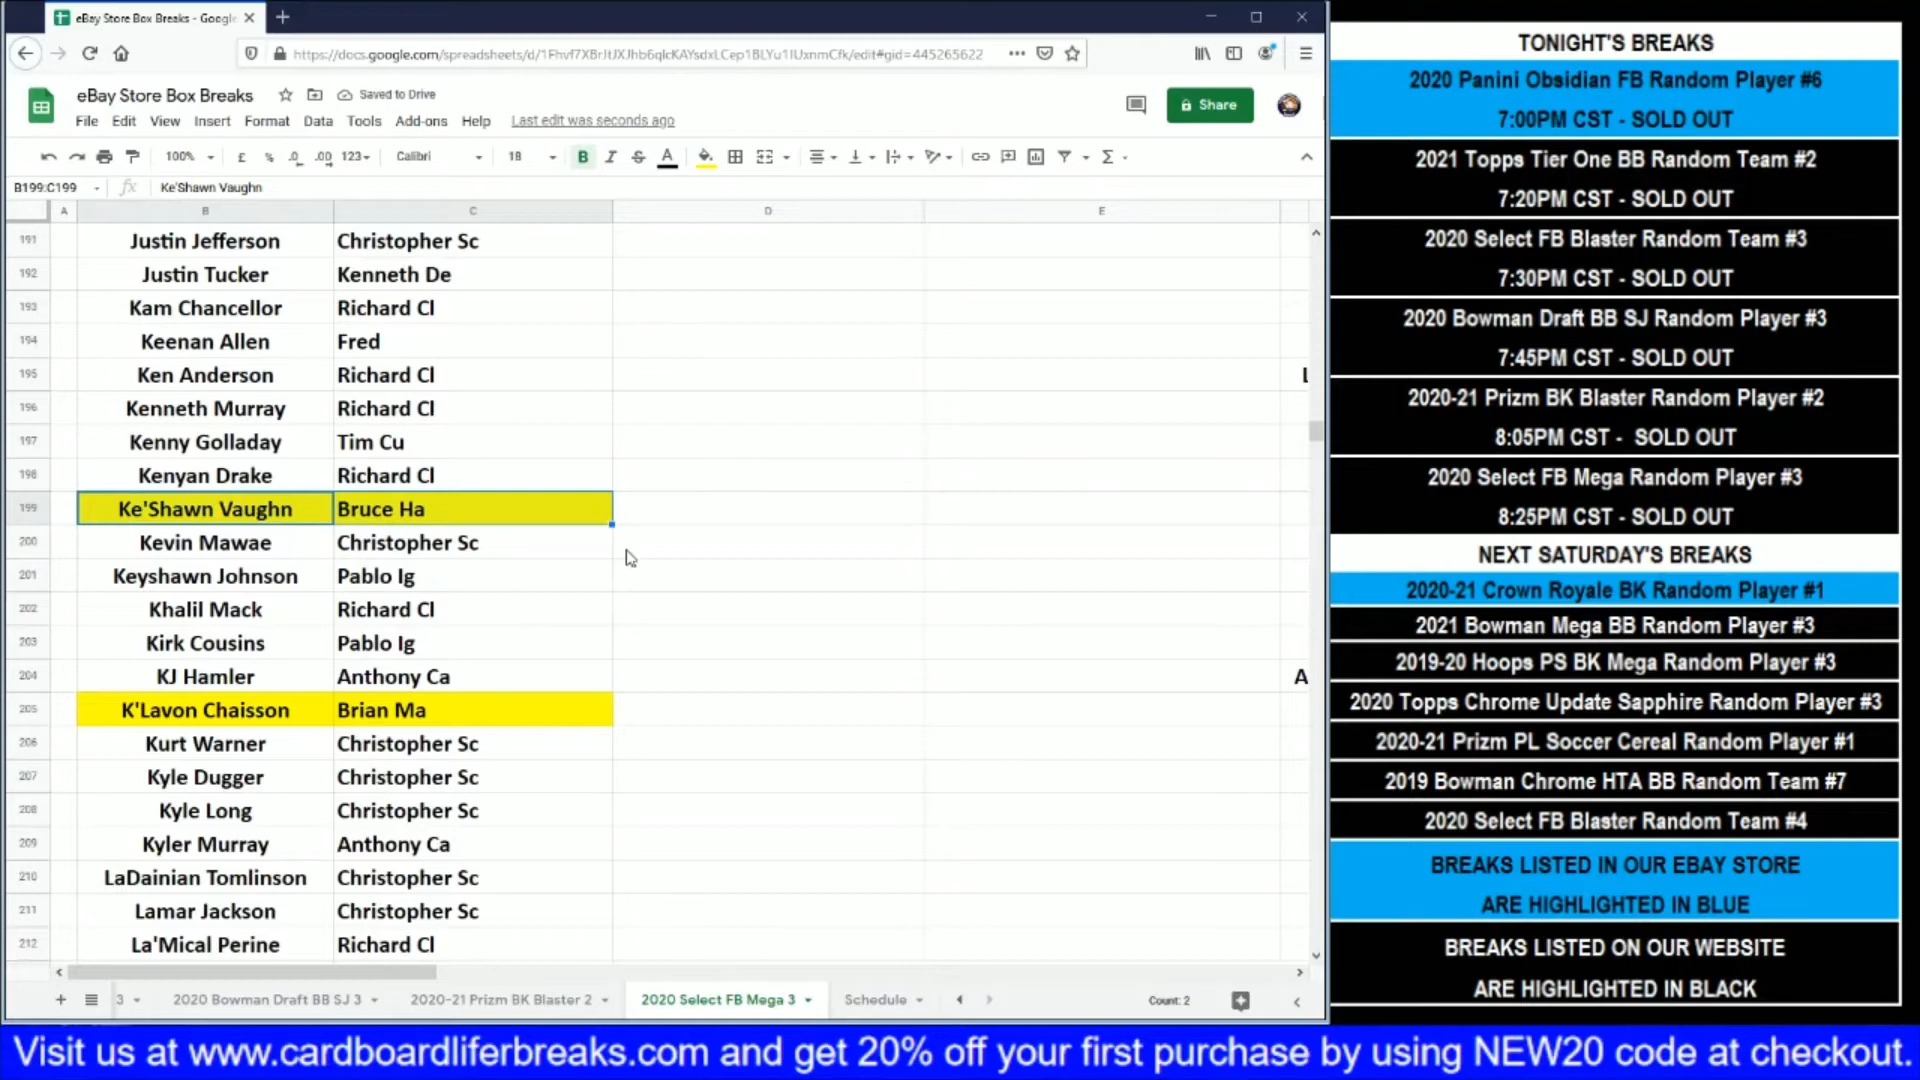 eBay Store Box Breaks - Google
https://docs.google.com/spreadsheets/d/1Fhvf7XBrJtJXJhb6qlcKAYsdxLCep1BLYu1IUxnmCfk/edit#gid=445265622
eBay Store Box Breaks
Saved to Drive
Share
File Edit View Insert Format Data Tools Add-ons Help Last edit was seconds ago
100% £ % .0 .00 123 Calibri 18 B I S A
B199:C199 fx Ke'Shawn Vaughn
A B C D E
191 Justin Jefferson Christopher Sc
192 Justin Tucker Kenneth De
193 Kam Chancellor Richard Cl
194 Keenan Allen Fred
195 Ken Anderson Richard Cl
196 Kenneth Murray Richard Cl
197 Kenny Golladay Tim Cu
198 Kenyan Drake Richard Cl
199 Ke'Shawn Vaughn Bruce Ha
200 Kevin Mawae Christopher Sc
201 Keyshawn Johnson Pablo Ig
202 Khalil Mack Richard Cl
203 Kirk Cousins Pablo Ig
204 KJ Hamler Anthony Ca A
205 K'Lavon Chaisson Brian Ma
206 Kurt Warner Christopher Sc
207 Kyle Dugger Christopher Sc
208 Kyle Long Christopher Sc
209 Kyler Murray Anthony Ca
210 LaDainian Tomlinson Christopher Sc
211 Lamar Jackson Christopher Sc
212 La'Mical Perine Richard Cl
3 2020 Bowman Draft BB SJ 3 2020-21 Prizm BK Blaster 2 2020 Select FB Mega 3 Schedule Count: 2
TONIGHT'S BREAKS
2020 Panini Obsidian FB Random Player #6
7:00PM CST - SOLD OUT
2021 Topps Tier One BB Random Team #2
7:20PM CST - SOLD OUT
2020 Select FB Blaster Random Team #3
7:30PM CST - SOLD OUT
2020 Bowman Draft BB SJ Random Player #3
7:45PM CST - SOLD OUT
2020-21 Prizm BK Blaster Random Player #2
8:05PM CST - SOLD OUT
2020 Select FB Mega Random Player #3
8:25PM CST - SOLD OUT
NEXT SATURDAY'S BREAKS
2020-21 Crown Royale BK Random Player #1
2021 Bowman Mega BB Random Player #3
2019-20 Hoops PS BK Mega Random Player #3
2020 Topps Chrome Update Sapphire Random Player #3
2020-21 Prizm PL Soccer Cereal Random Player #1
2019 Bowman Chrome HTA BB Random Team #7
2020 Select FB Blaster Random Team #4
BREAKS LISTED IN OUR EBAY STORE
ARE HIGHLIGHTED IN BLUE
BREAKS LISTED ON OUR WEBSITE
ARE HIGHLIGHTED IN BLACK
Visit us at www.cardboardliferbreaks.com and get 20% off your first purchase by using NEW20 code at checkout.